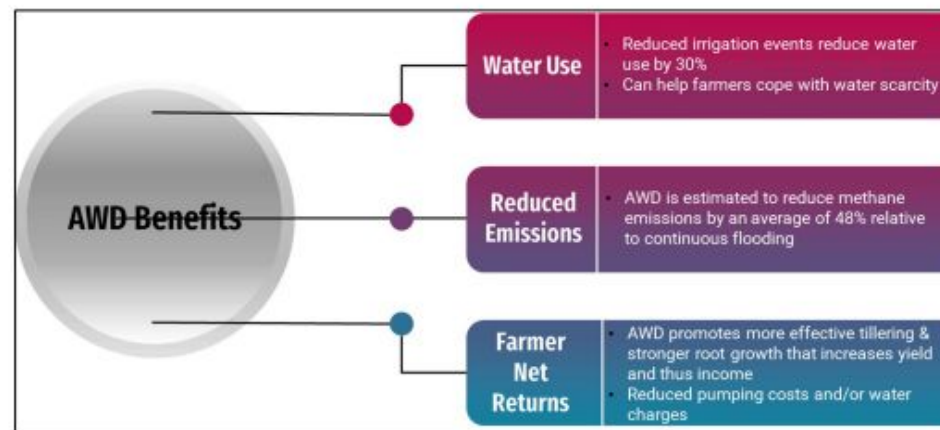 AWD Benefits
Water Use
• Reduced irrigation events reduce water
use by 30%
• Can help farmers cope with water scarcity
Reduced
Emissions
• AWD is estimated to reduce methane
emissions by an average of 48% relative
to continuous flooding
Farmer
Net
Returns
• AWD promotes more effective tillering &
stronger root growth that increases yield
and thus income
• Reduced pumping costs and/or water
charges